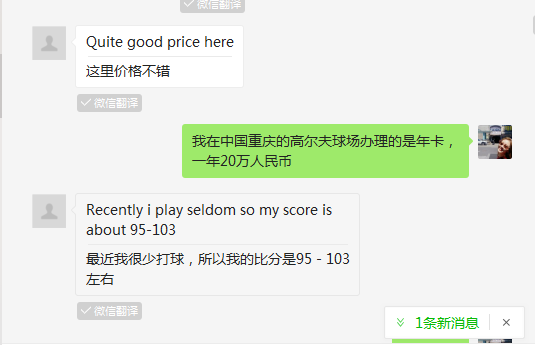 微信翻译
Quite good price here
这里价格不错
微信翻译
我在中国重庆的高尔夫球场办理的是年卡，
一年20万人民币
Recently i play seldom so my score is
about 95-103
最近我很少打球，所以我的比分是95 - 103
左右
微信翻译
1条新消息